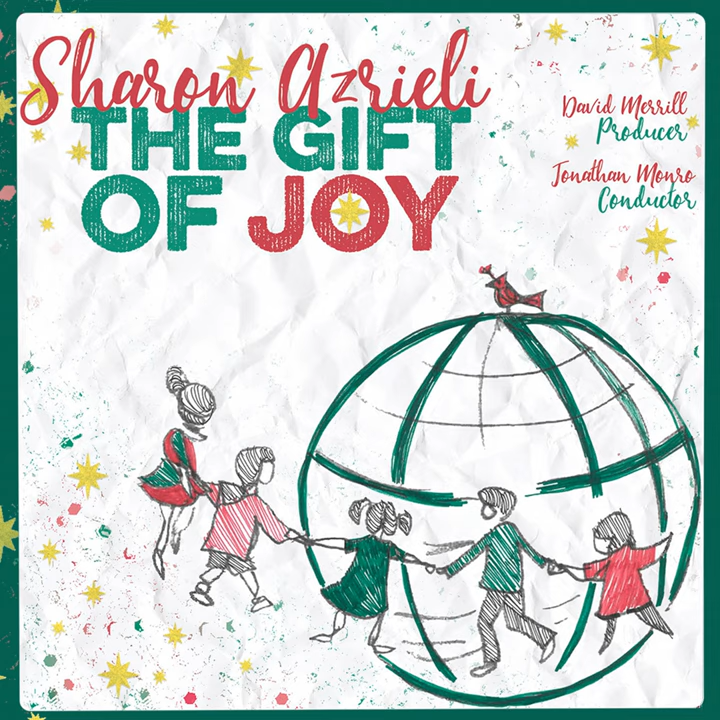 Sharon Azrieli
THE GIFT
OF JOY
David Merrill
Producer
Jonathan Monro
Conductor